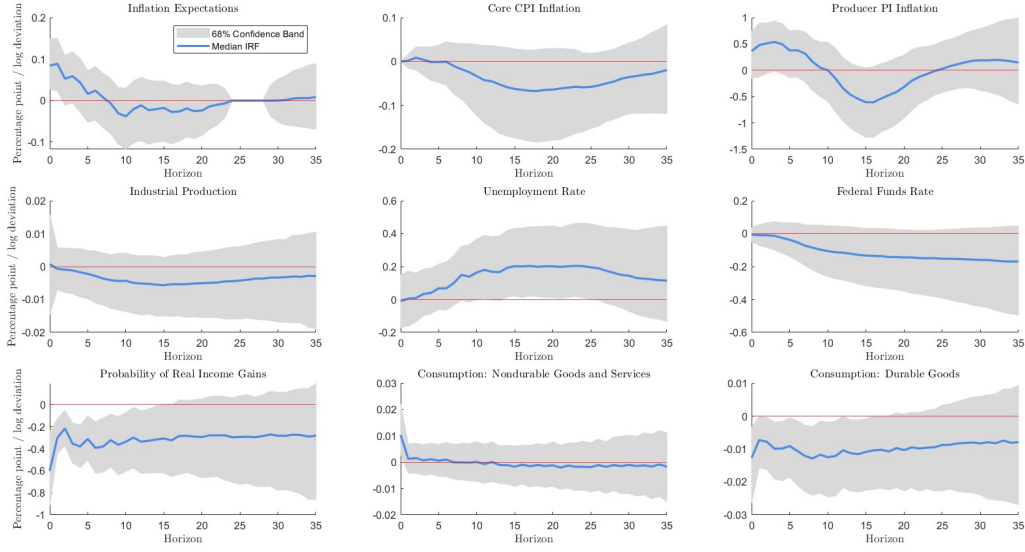 Inflation Expectations
Core CPI Inflation
Producer PI Inflation
Percentage point / log deviation
0.2
0.1
0
-0.1
68% Confidence Band
Median IRF
0 5 10 15 20 25 30 35
Horizon
0.2
0.1
0
-0.1
-0.2
0 5 10 15 20 25 30 35
Horizon
1
0.5
0
-0.5
-1
-1.5
0 5 10 15 20 25 30 35
Horizon
Industrial Production
Unemployment Rate
Federal Funds Rate
Percentage point / log deviation
0.02
0.01
0
-0.01
-0.02
0 5 10 15 20 25 30 35
Horizon
0.6
0.4
0.2
0
0.2
0 5 10 15 20 25 30 35
Horizon
0.2
0
-0.2
-0.4
-0.6
0 5 10 15 20 25 30 35
Horizon
Probability of Real Income Gains
Consumption: Nondurable Goods and Services
Consumption: Durable Goods
Percentage point / log deviation
0
-0.2
-0.4
-0.6
-0.8
-1
0 5 10 15 20 25 30 35
Horizon
0.03
0.02
0.01
0
-0.01
0.02
0 5 10 15 20 25 30 35
Horizon
0.01
0
-0.01
-0.02
-0.03
0 5 10 15 20 25 30 35
Horizon